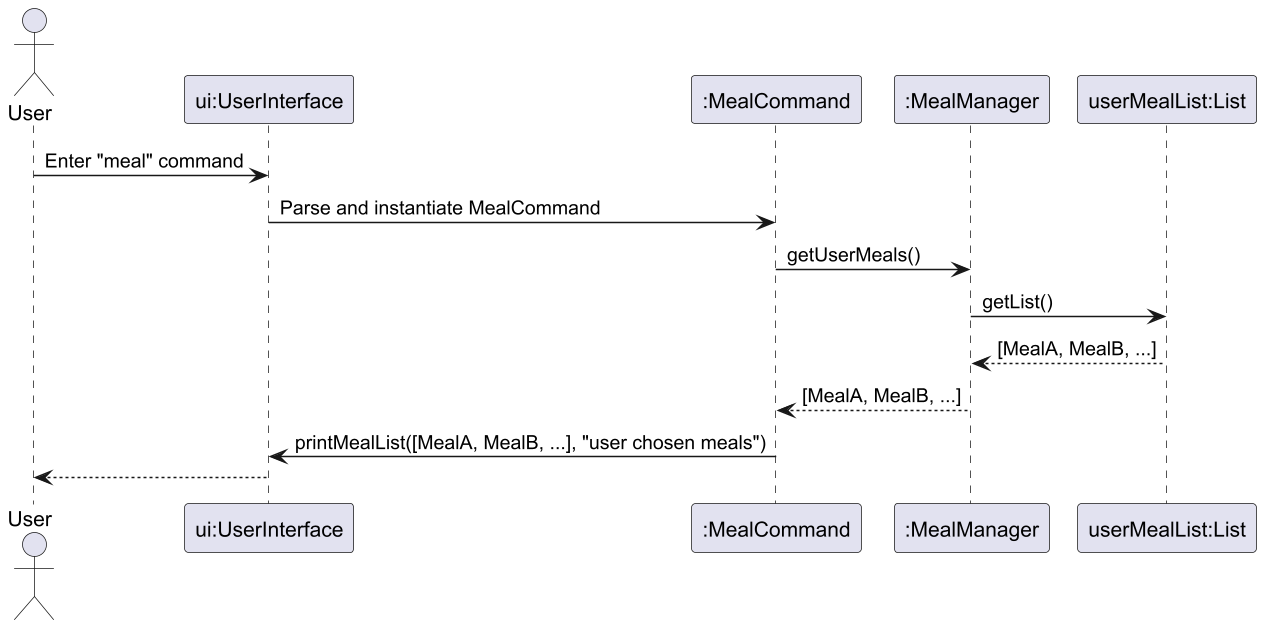 User
ui:UserInterface
:MealCommand
:MealManager
userMealList:List
Enter "meal" command
Parse and instantiate MealCommand
getUserMeals()
getList()
[MealA, MealB, ...]
[MealA, MealB, ...]
printMealList([MealA, MealB, ...], "user chosen meals")
User
ui:UserInterface
:MealCommand
:MealManager
userMealList:List